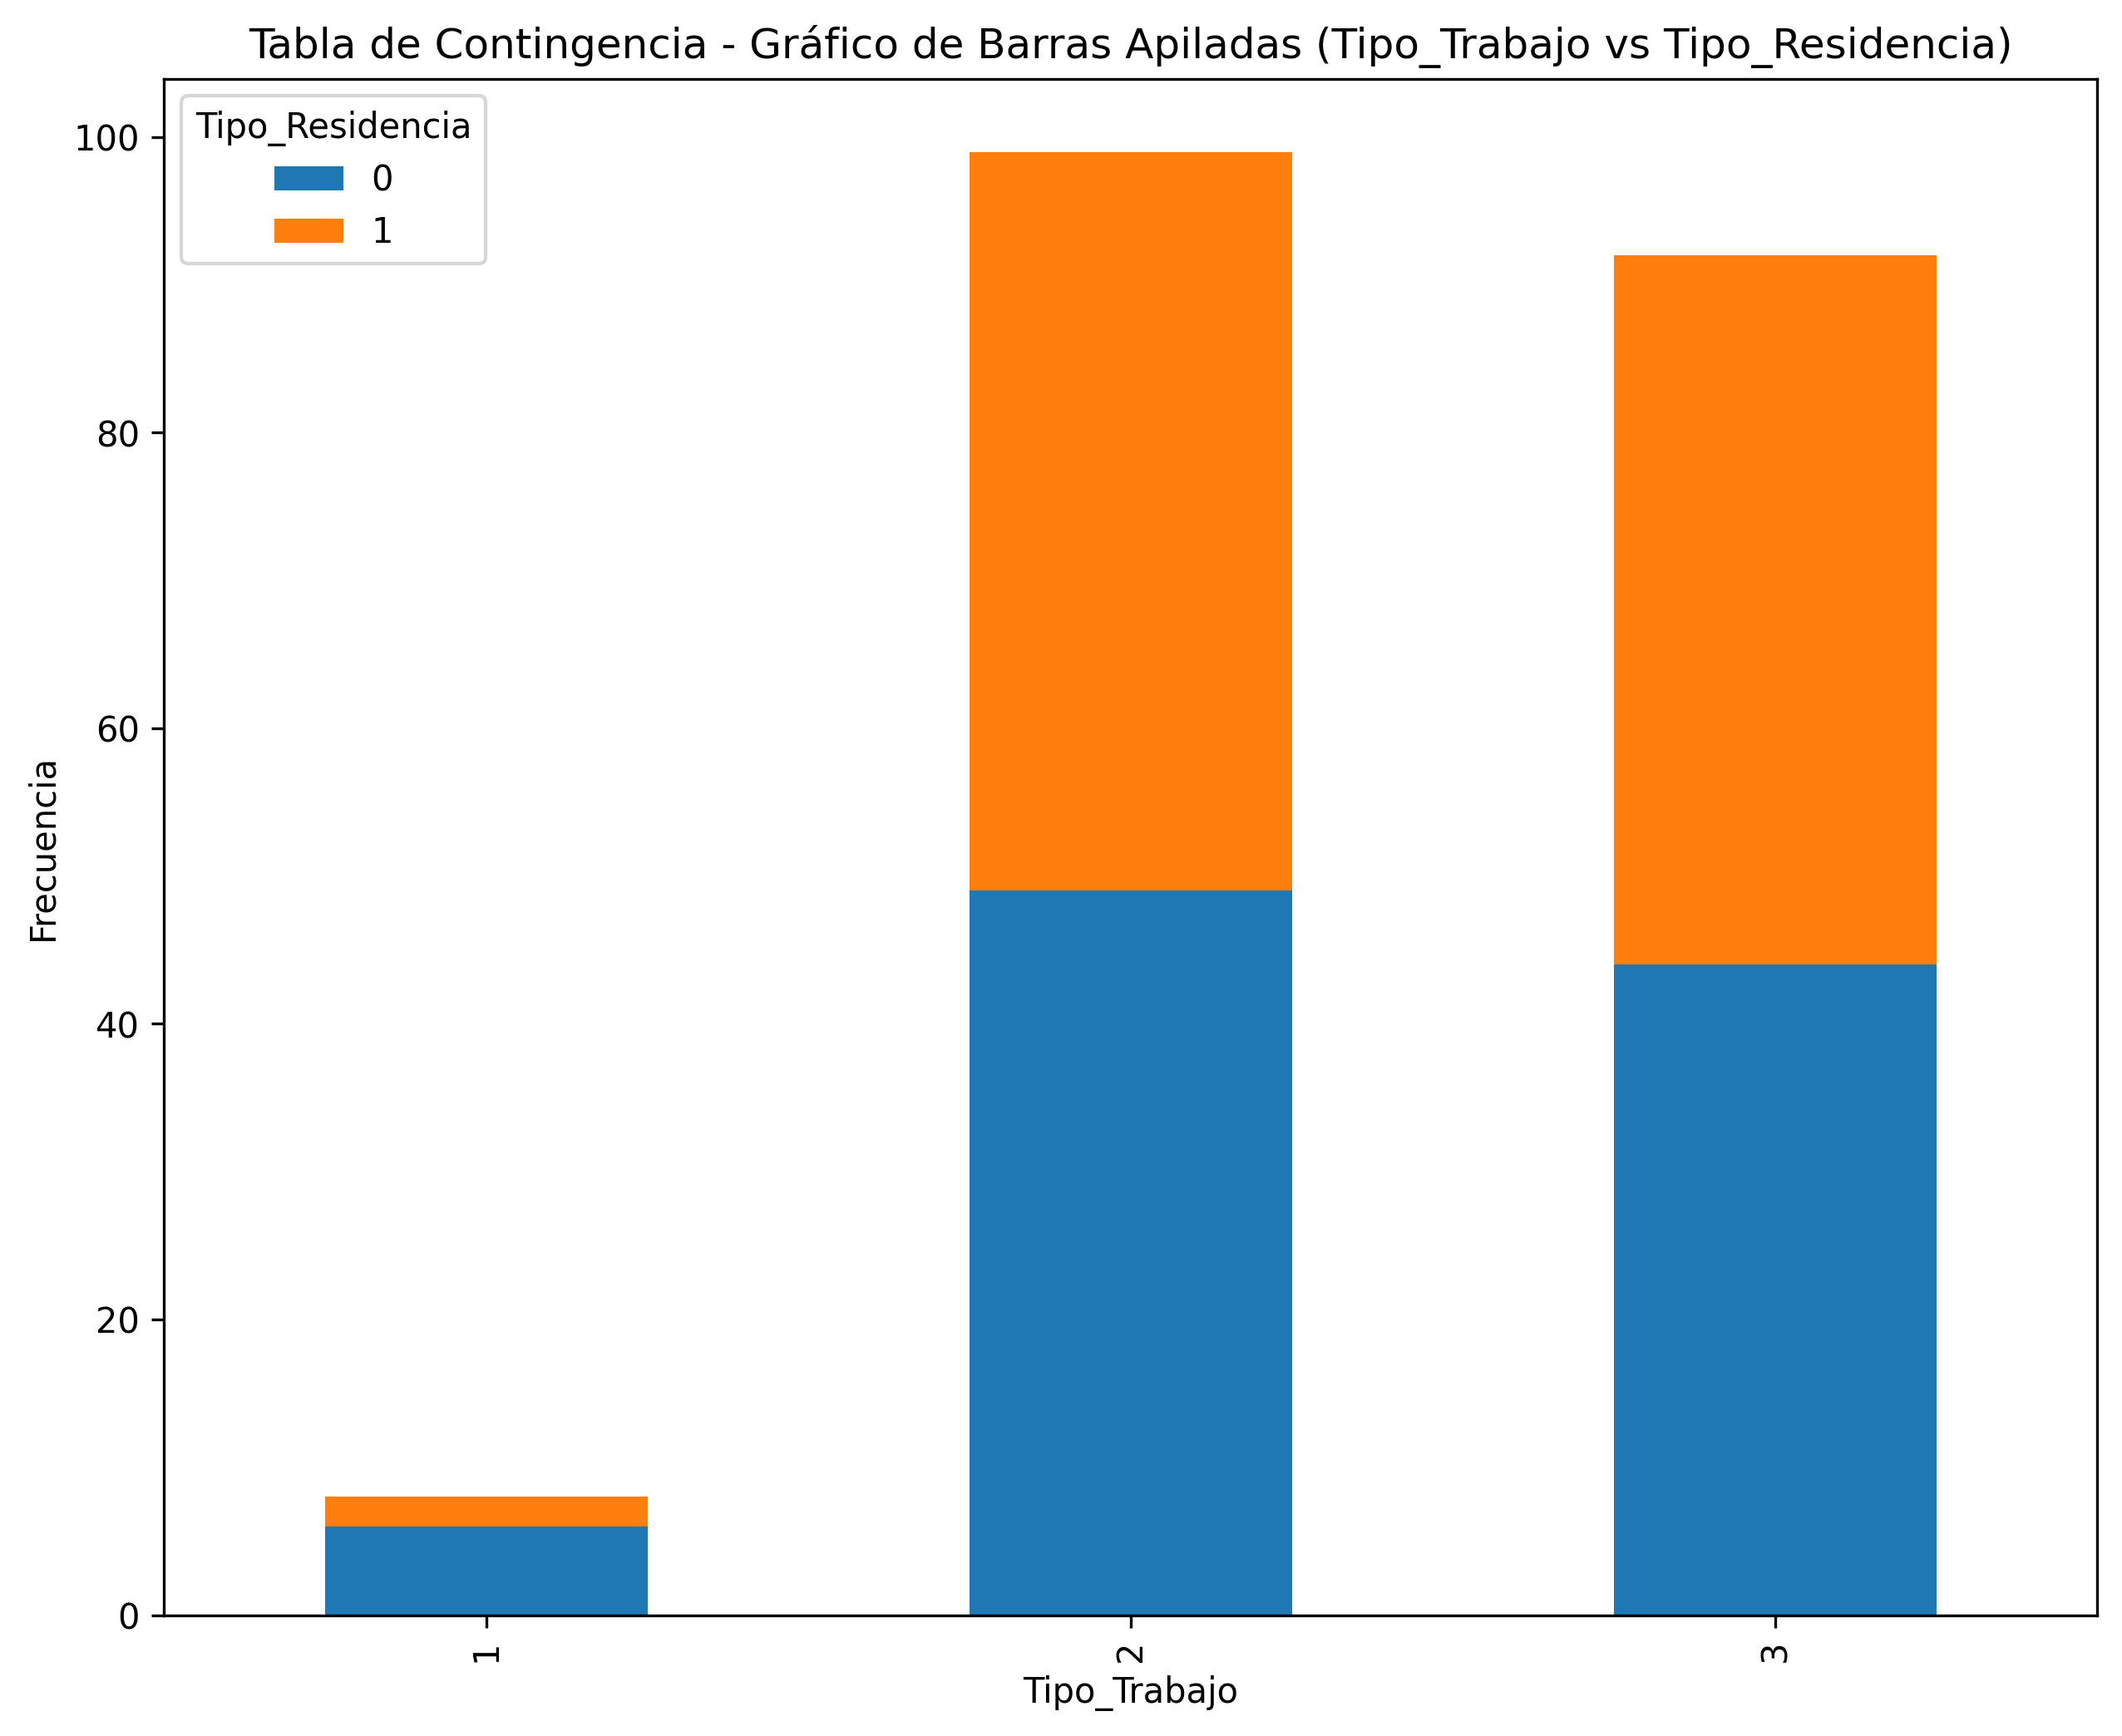 Tabla de Contingencia - Gráfico de Barras Apiladas (Tipo_Trabajo vs Tipo_Residencia)
Tipo_Residencia
0
1
100
80
60
40
20
0
Frecuencia
1
2
3
Tipo_Trabajo